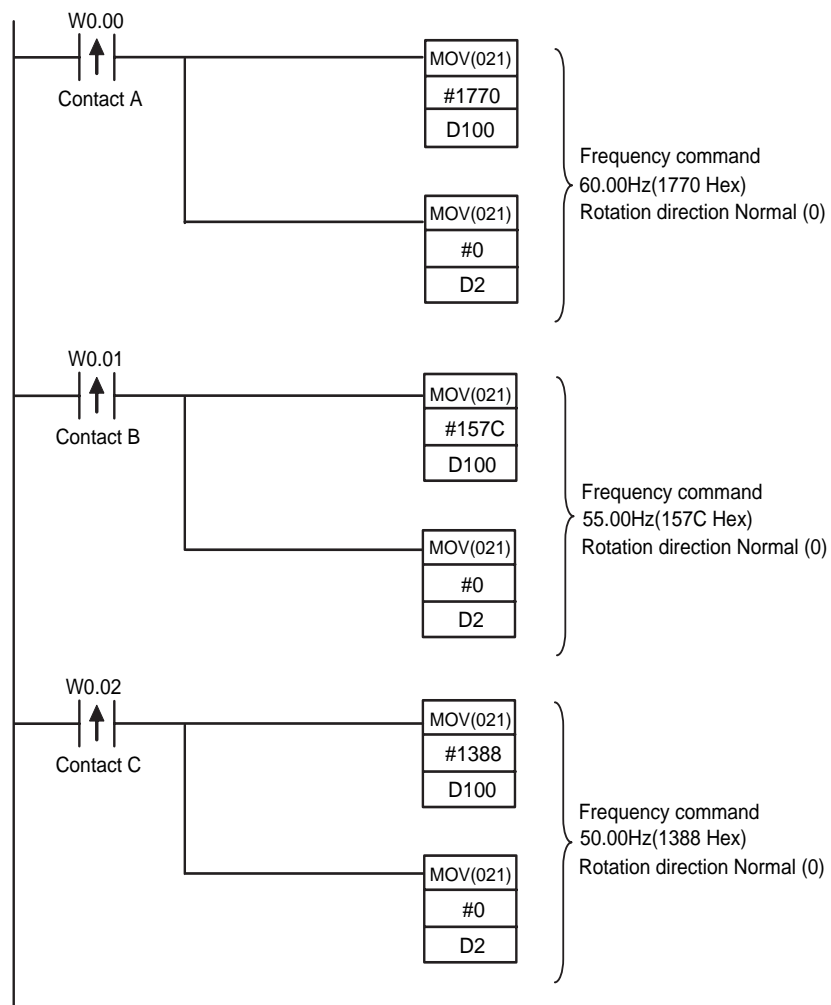 W0.00
Contact A
MOV(021)
#1770
D100
MOV(021)
#0
D2
Frequency command
60.00Hz(1770 Hex)
Rotation direction Normal (0)
W0.01
Contact B
MOV(021)
#157C
D100
MOV(021)
#0
D2
Frequency command
55.00Hz(157C Hex)
Rotation direction Normal (0)
W0.02
Contact C
MOV(021)
#1388
D100
MOV(021)
#0
D2
Frequency command
50.00Hz(1388 Hex)
Rotation direction Normal (0)